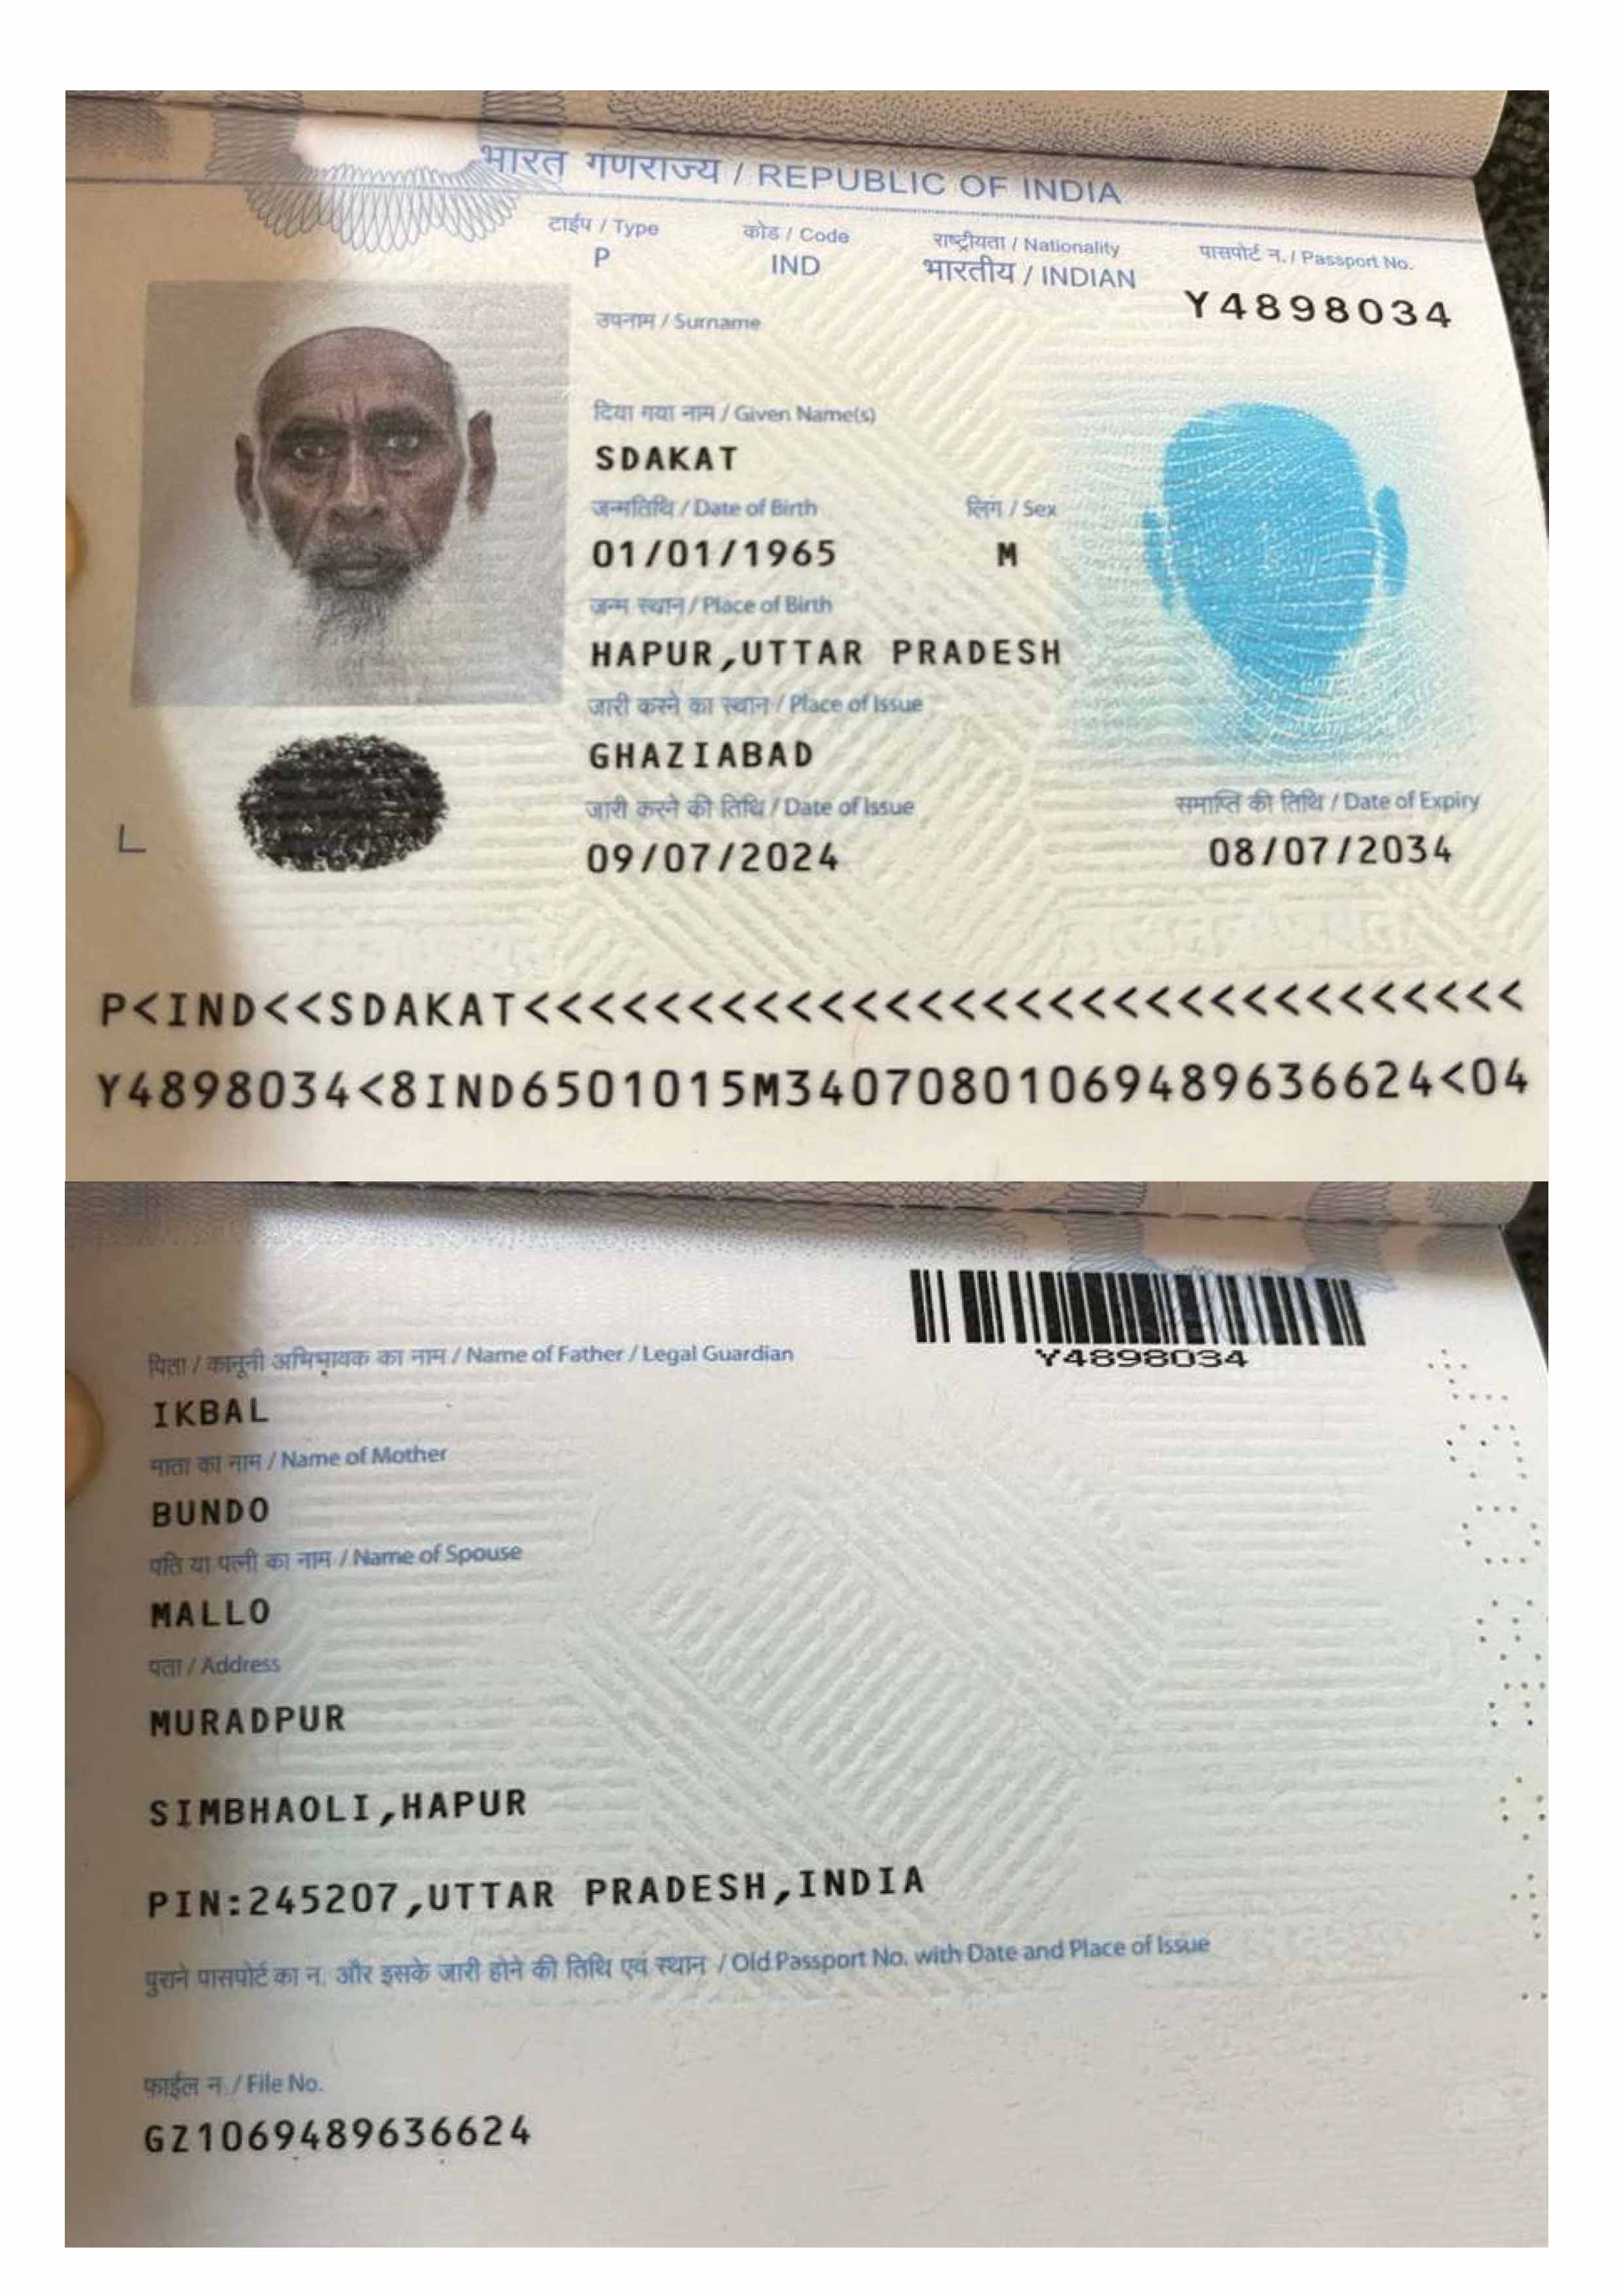 भारत गणराज्य / REPUBLIC OF INDIA
टाईप / Type कोड / Code राष्ट्रीयता / Nationality पासपोर्ट न. / Passport No.
P IND भारतीय / INDIAN Y4898034
उपनाम / Surname
दिया गया नाम / Given Name(s)
SDAKAT
जन्मतिथि / Date of Birth लिंग / Sex
01/01/1965 M
जन्म स्थान / Place of Birth
HAPUR,UTTAR PRADESH
जारी करने का स्थान / Place of Issue
GHAZIABAD
जारी करने की तिथि / Date of Issue समाप्ति की तिथि / Date of Expiry
09/07/2024 08/07/2034
P<IND<<SDAKAT<<<<<<<<<<<<<<<<<<<<<<<<<<<<<<<
Y4898034<8IND6501015M34070801069489636624<04
Y4898034
पिता / कानूनी अभिभावक का नाम / Name of Father / Legal Guardian
IKBAL
माता का नाम / Name of Mother
BUNDO
पति या पत्नी का नाम / Name of Spouse
MALLO
पता / Address
MURADPUR
SIMBHAOLI,HAPUR
PIN:245207,UTTAR PRADESH,INDIA
पुराने पासपोर्ट का न. और इसके जारी होने की तिथि एवं स्थान / Old Passport No. with Date and Place of Issue
फाईल न. / File No.
GZ1069489636624